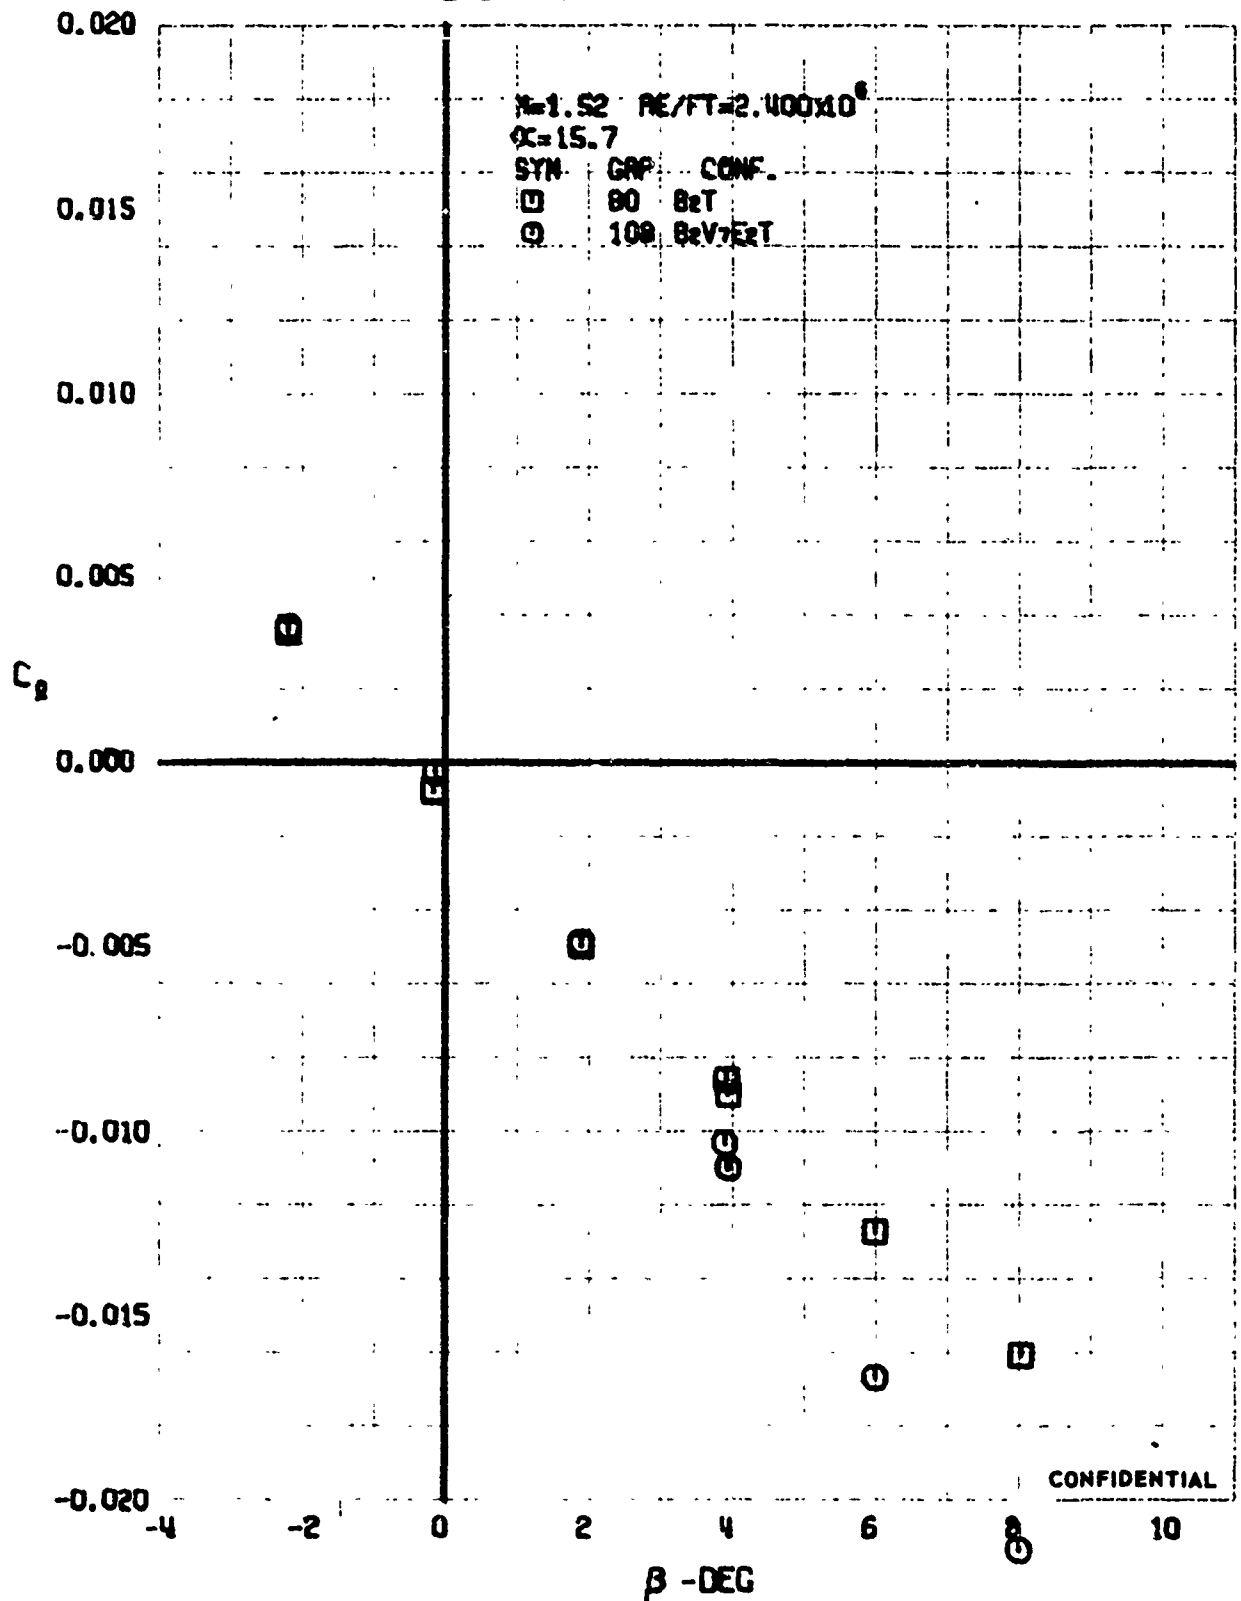 0.020
M=1.52 RE/FT=2.400x10⁶
α=15.7
SYM GRP CONF.
80 B₂T
108 B₂V₇E₂T
0.015
0.010
0.005
Cℓ
0.000
-0.005
-0.010
-0.015
CONFIDENTIAL
-0.020
-4 -2 0 2 4 6 8 10
β -DEG